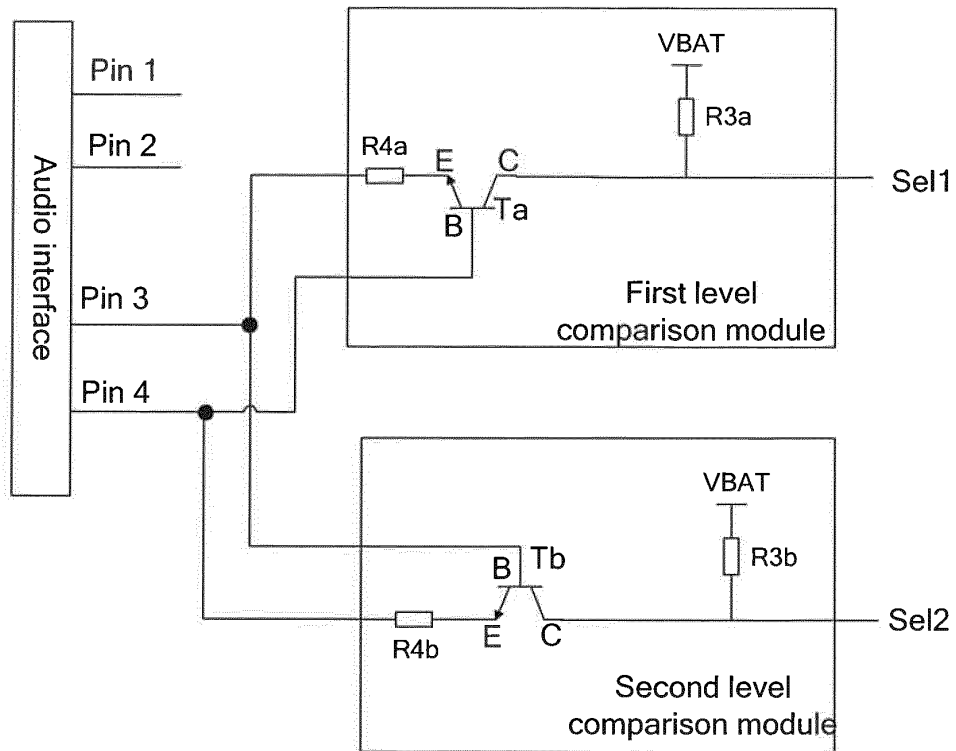 Audio interface
Pin 1
Pin 2
Pin 3
Pin 4
VBAT
R3a
R4a
E
C
B
Ta
Sel1
First level
comparison module
VBAT
R3b
B
Tb
R4b
E
C
Sel2
Second level
comparison module